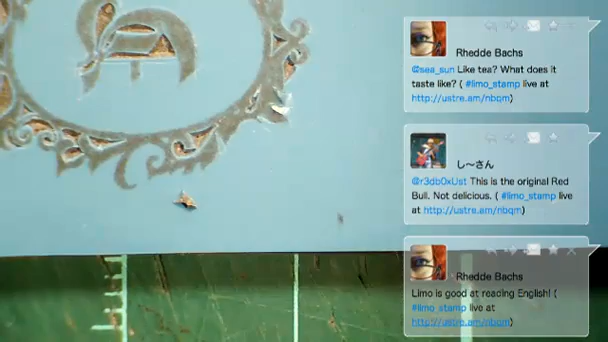 Rhedde Bachs
@sea_sun Like tea? What does it
taste like? ( #limo_stamp live at
http://ustre.am/nbqm)
し〜さん
@r3db0xUst This is the original Red
Bull. Not delicious. ( #limo_stamp live
at http://ustre.am/nbqm)
Rhedde Bachs
Limo is good at reading English! (
#limo_stamp live at
http://ustre.am/nbqm)